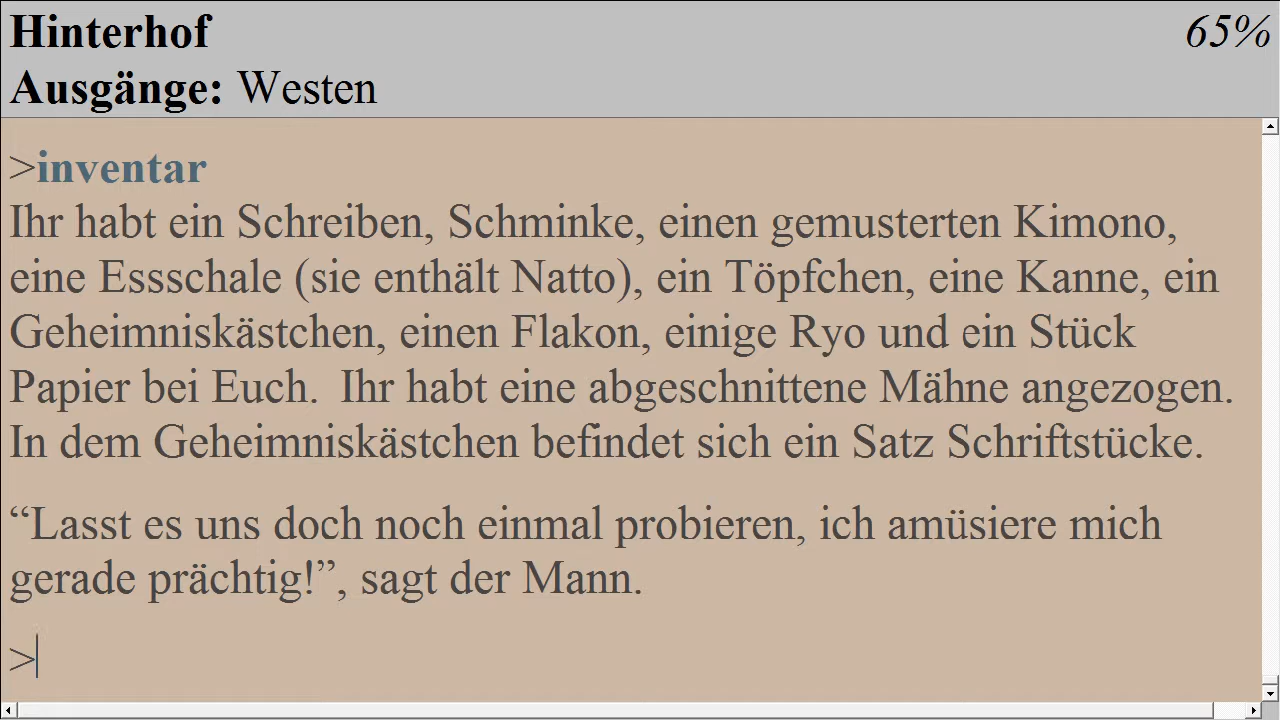 Hinterhof
65%
Ausgänge: Westen
>inventar
Ihr habt ein Schreiben, Schminke, einen gemusterten Kimono,
eine Essschale (sie enthält Natto), ein Töpfchen, eine Kanne, ein
Geheimniskästchen, einen Flakon, einige Ryo und ein Stück
Papier bei Euch.  Ihr habt eine abgeschnittene Mähne angezogen.
In dem Geheimniskästchen befindet sich ein Satz Schriftstücke.
“Lasst es uns doch noch einmal probieren, ich amüsiere mich
gerade prächtig!”, sagt der Mann.
>